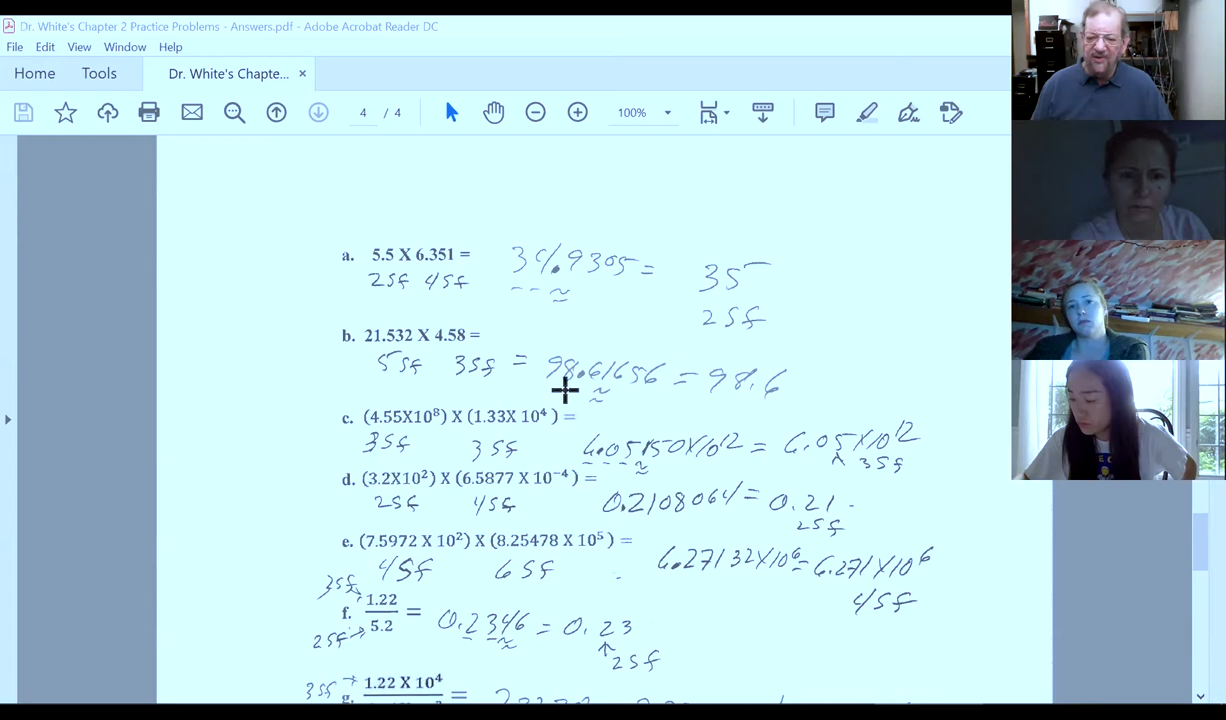 Dr. White's Chapter 2 Practice Problems - Answers.pdf - Adobe Acrobat Reader DC
File Edit View Window Help
Home Tools Dr. White's Chapte... ×
4 / 4 100%
a. 5.5 X 6.351 = 34.9305 = 35
2sf 4sf 2sf
b. 21.532 X 4.58 =
5sf 3sf = 98.61656 = 98.6
c. (4.55X10⁸) X (1.33X 10⁴ ) =
3sf 3sf 6.05150X10¹² = 6.05X10¹²
3sf
d. (3.2X10²) X (6.5877 X 10⁻⁴) =
2sf 4sf 0.2108064 = 0.21
2sf
e. (7.5972 X 10²) X (8.25478 X 10⁵) =
4sf 6sf 6.27132X10⁶ = 6.271X10⁶
4sf
3sf
f. 1.22
5.2 = 0.2346 = 0.23
2sf
2sf
3sf 1.22 X 10⁴
g. =